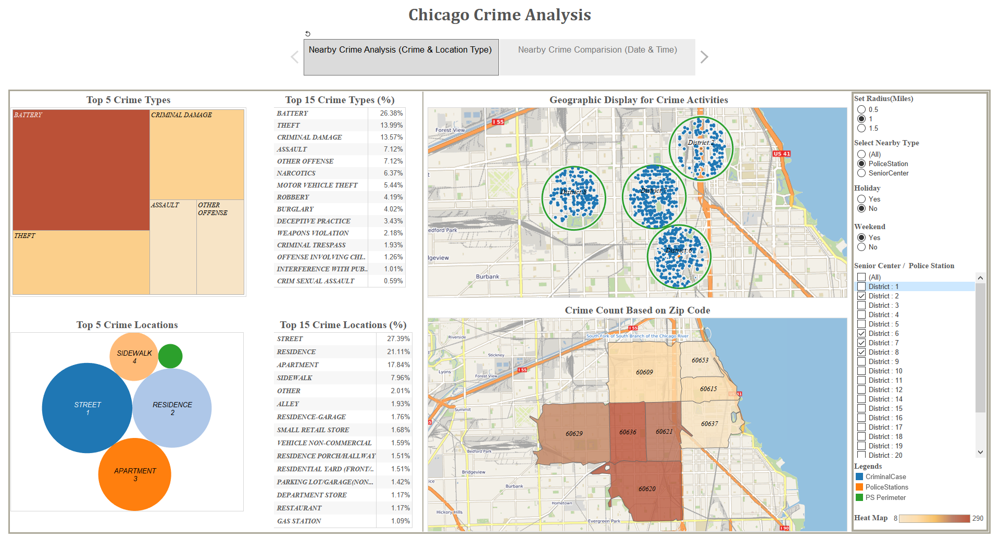 Chicago Crime Analysis
Nearby Crime Analysis (Crime & Location Type)
Nearby Crime Comparision (Date & Time)
Top 5 Crime Types
BATTERY
CRIMINAL DAMAGE
ASSAULT
OTHER
OFFENSE
THEFT
Top 15 Crime Types (%)
BATTERY 26.38%
THEFT 13.99%
CRIMINAL DAMAGE 13.57%
ASSAULT 7.12%
OTHER OFFENSE 7.12%
NARCOTICS 6.37%
MOTOR VEHICLE THEFT 5.44%
ROBBERY 4.19%
BURGLARY 4.02%
DECEPTIVE PRACTICE 3.43%
WEAPONS VIOLATION 2.18%
CRIMINAL TRESPASS 1.93%
OFFENSE INVOLVING CHI.. 1.26%
INTERFERENCE WITH PUB.. 1.01%
CRIM SEXUAL ASSAULT 0.59%
Top 5 Crime Locations
SIDEWALK
4
STREET
1
RESIDENCE
2
APARTMENT
3
Top 15 Crime Locations (%)
STREET 27.39%
RESIDENCE 21.11%
APARTMENT 17.84%
SIDEWALK 7.96%
OTHER 2.01%
ALLEY 1.93%
RESIDENCE-GARAGE 1.76%
SMALL RETAIL STORE 1.68%
VEHICLE NON-COMMERCIAL 1.59%
RESIDENCE PORCH/HALLWAY 1.51%
RESIDENTIAL YARD (FRONT/.. 1.51%
PARKING LOT/GARAGE(NON... 1.42%
DEPARTMENT STORE 1.17%
RESTAURANT 1.17%
GAS STATION 1.09%
Geographic Display for Crime Activities
I 55
Forest View
District:2
US 41
District:8
District:7
edford Park
District:6
lgeview
Burbank
Crime Count Based on Zip Code
I 55
South Fork of South Branch of the Chicago River
Riverside
Stickney
60653
Lyons
I 55
Forest View
60609
60615
Summit
60629
60636
60621
60637
Bedford Park
Bridgeview
ice
Burbank
60620
Hometown
Hickory Hills
Evergreen Park
I 90
Set Radius(Miles)
0.5
1
1.5
Select Nearby Type
(All)
PoliceStation
SeniorCenter
Holiday
Yes
No
Weekend
Yes
No
Senior Center / Police Station
(All)
District : 1
District : 2
District : 3
District : 4
District : 5
District : 6
District : 7
District : 8
District : 9
District : 10
District : 11
District : 12
District : 14
District : 15
District : 16
District : 17
District : 18
District : 19
District : 20
Legends
CriminalCase
PoliceStations
PS Perimeter
Heat Map 8 290